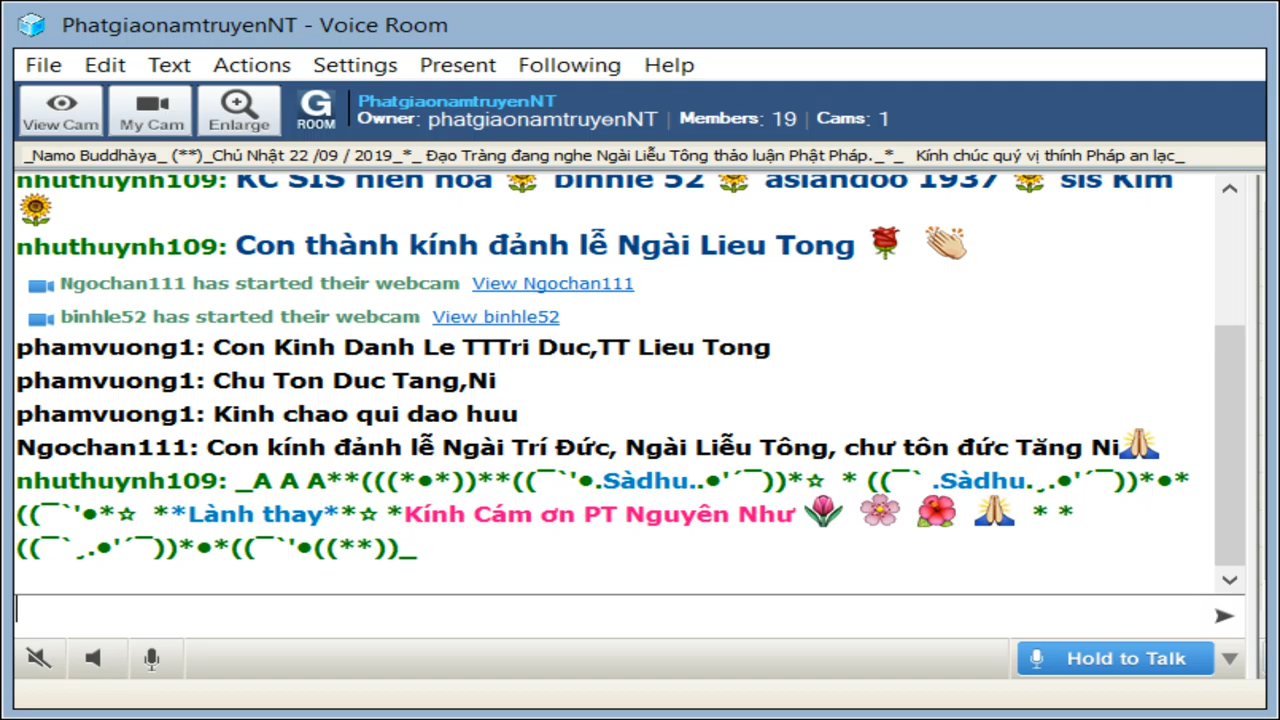 PhatgiaonamtruyenNT - Voice Room
File Edit Text Actions Settings Present Following Help
View Cam My Cam Enlarge G ROOM
PhatgiaonamtruyenNT
Owner: phatgiaonamtruyenNT | Members: 19 | Cams: 1
_Namo Buddhàya_ (**)_Chú Nhật 22 /09 / 2019_*_ Đạo Tràng đang nghe Ngài Liễu Tông thảo luận Phật Pháp._*_ Kính chúc quý vị thính Pháp an lạc_
nhuthuynh109: KC SIS hien hoa 🌻 binhle 52 🌻 asiandoo 1937 🌻 sis Kim
🌻
nhuthuynh109: Con thành kính đảnh lễ Ngài Lieu Tong 🌹 👏
Ngochan111 has started their webcam View Ngochan111
binhle52 has started their webcam View binhle52
phamvuong1: Con Kinh Danh Le TTTri Duc,TT Lieu Tong
phamvuong1: Chu Ton Duc Tang,Ni
phamvuong1: Kinh chao qui dao huu
Ngochan111: Con kính đảnh lễ Ngài Trí Đức, Ngài Liễu Tông, chư tôn đức Tăng Ni🙏
nhuthuynh109: _A A A**(((*●*))**((¯`'●.Sàdhu..●'´¯))*☆ * ((¯` .Sàdhu.¸.●'´¯))*●*
((¯`'●*☆ **Lành thay**☆ *Kính Cám ơn PT Nguyên Như 🌷 🌸 🌺 🙏 * *
((¯`¸.●'´¯))*●*((¯`'●((**))_
Hold to Talk